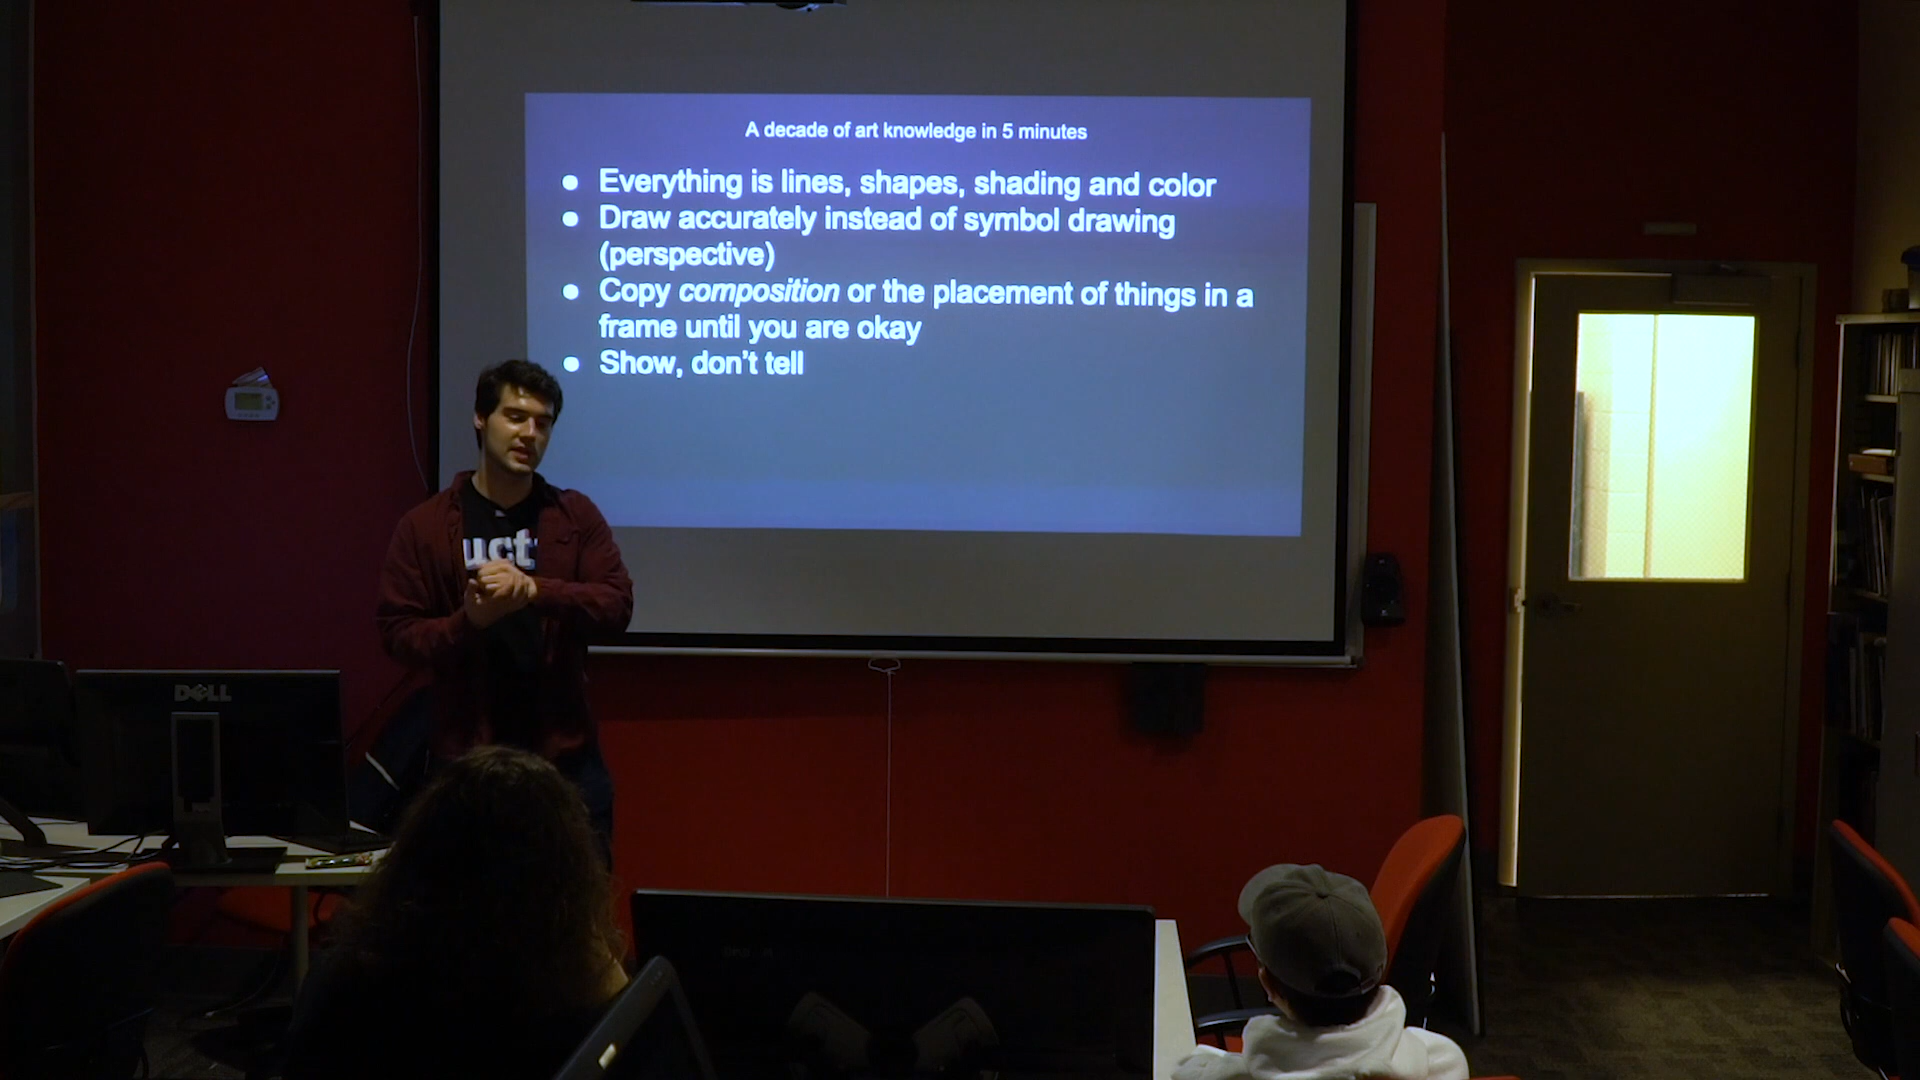 A decade of art knowledge in 5 minutes
● Everything is lines, shapes, shading and color
● Draw accurately instead of symbol drawing
(perspective)
● Copy composition or the placement of things in a
frame until you are okay
● Show, don't tell
uct
DELL